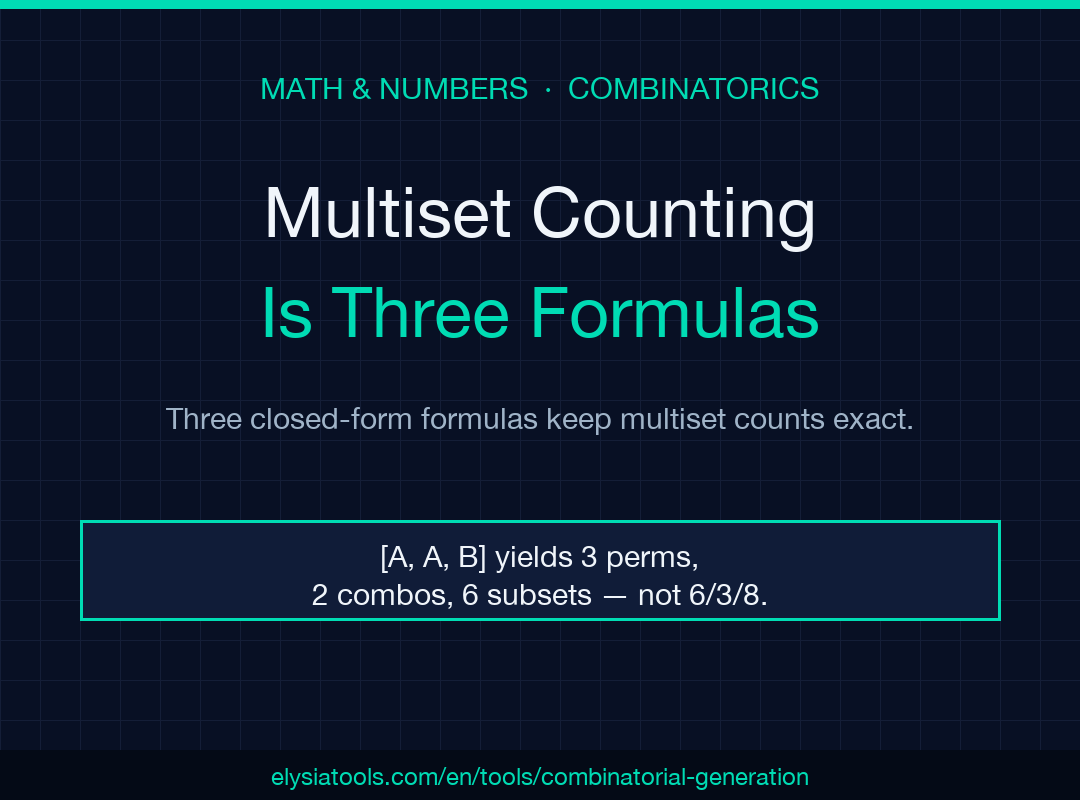 MATH & NUMBERS · COMBINATORICS
Multiset Counting
Is Three Formulas
Three closed-form formulas keep multiset counts exact.
[A, A, B] yields 3 perms,
2 combos, 6 subsets — not 6/3/8.
elysiatools.com/en/tools/combinatorial-generation